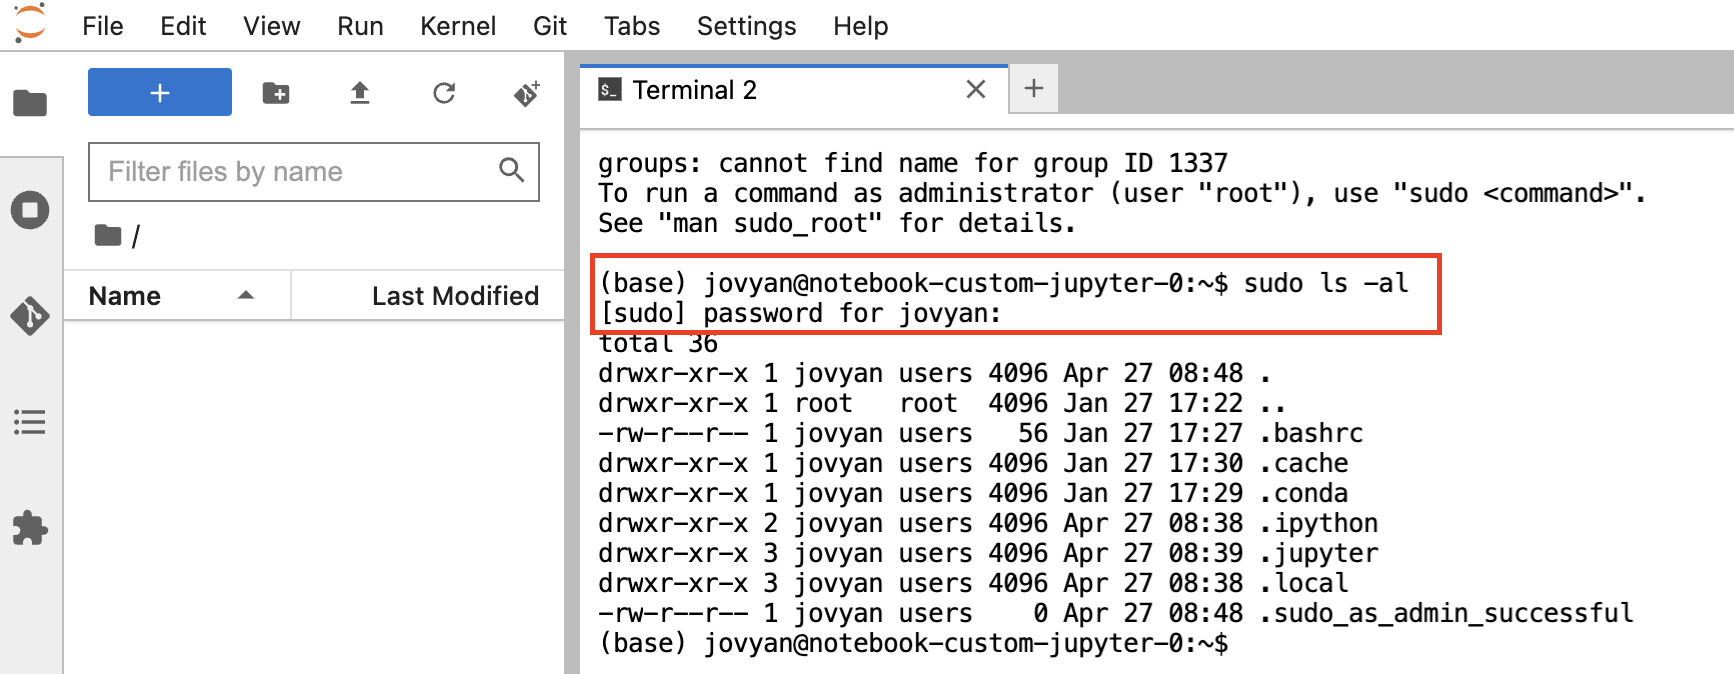 File Edit View Run Kernel Git Tabs Settings Help
Filter files by name
/
Name Last Modified
$_ Terminal 2
groups: cannot find name for group ID 1337
To run a command as administrator (user "root"), use "sudo <command>".
See "man sudo_root" for details.
(base) jovyan@notebook-custom-jupyter-0:~$ sudo ls -al
[sudo] password for jovyan:
total 36
drwxr-xr-x 1 jovyan users 4096 Apr 27 08:48 .
drwxr-xr-x 1 root   root  4096 Jan 27 17:22 ..
-rw-r--r-- 1 jovyan users   56 Jan 27 17:27 .bashrc
drwxr-xr-x 1 jovyan users 4096 Jan 27 17:30 .cache
drwxr-xr-x 1 jovyan users 4096 Jan 27 17:29 .conda
drwxr-xr-x 2 jovyan users 4096 Apr 27 08:38 .ipython
drwxr-xr-x 3 jovyan users 4096 Apr 27 08:39 .jupyter
drwxr-xr-x 3 jovyan users 4096 Apr 27 08:38 .local
-rw-r--r-- 1 jovyan users    0 Apr 27 08:48 .sudo_as_admin_successful
(base) jovyan@notebook-custom-jupyter-0:~$